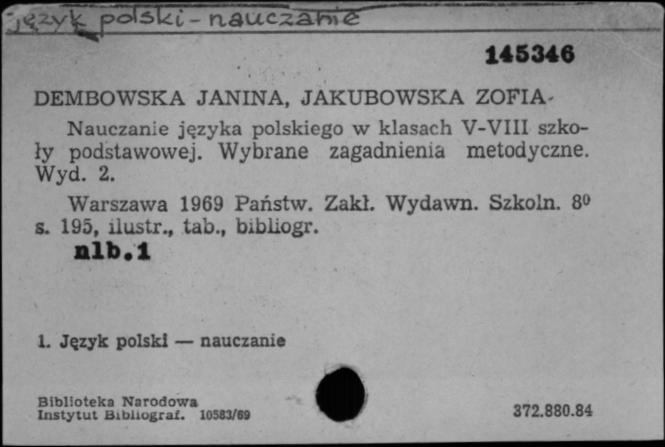 język polski - nauczanie
145346
DEMBOWSKA JANINA, JAKUBOWSKA ZOFIA
Nauczanie języka polskiego w klasach V-VIII szko-
ły podstawowej. Wybrane zagadnienia metodyczne.
Wyd. 2.
Warszawa 1969 Państw. Zakł. Wydawn. Szkoln. 8⁰
s. 195, ilustr., tab., bibliogr.
nlb.1
1. Język polski — nauczanie
Biblioteka Narodowa
Instytut Bibliograf. 10583/69
372.880.84